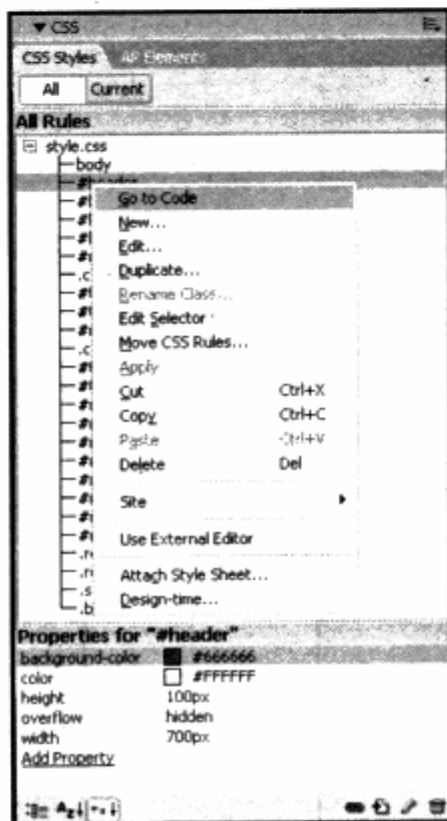 CSS
CSS Styles AP Elements
All Current
All Rules
style.css
body
#header
Go to Code
New...
Edit...
Duplicate...
Rename Class...
Edit Selector
Move CSS Rules...
Apply
Cut Ctrl+X
Copy Ctrl+C
Paste Ctrl+V
Delete Del
Site
Use External Editor
Attach Style Sheet...
Design-time...
Properties for "#header"
background-color #666666
color #FFFFFF
height 100px
overflow hidden
width 700px
Add Property